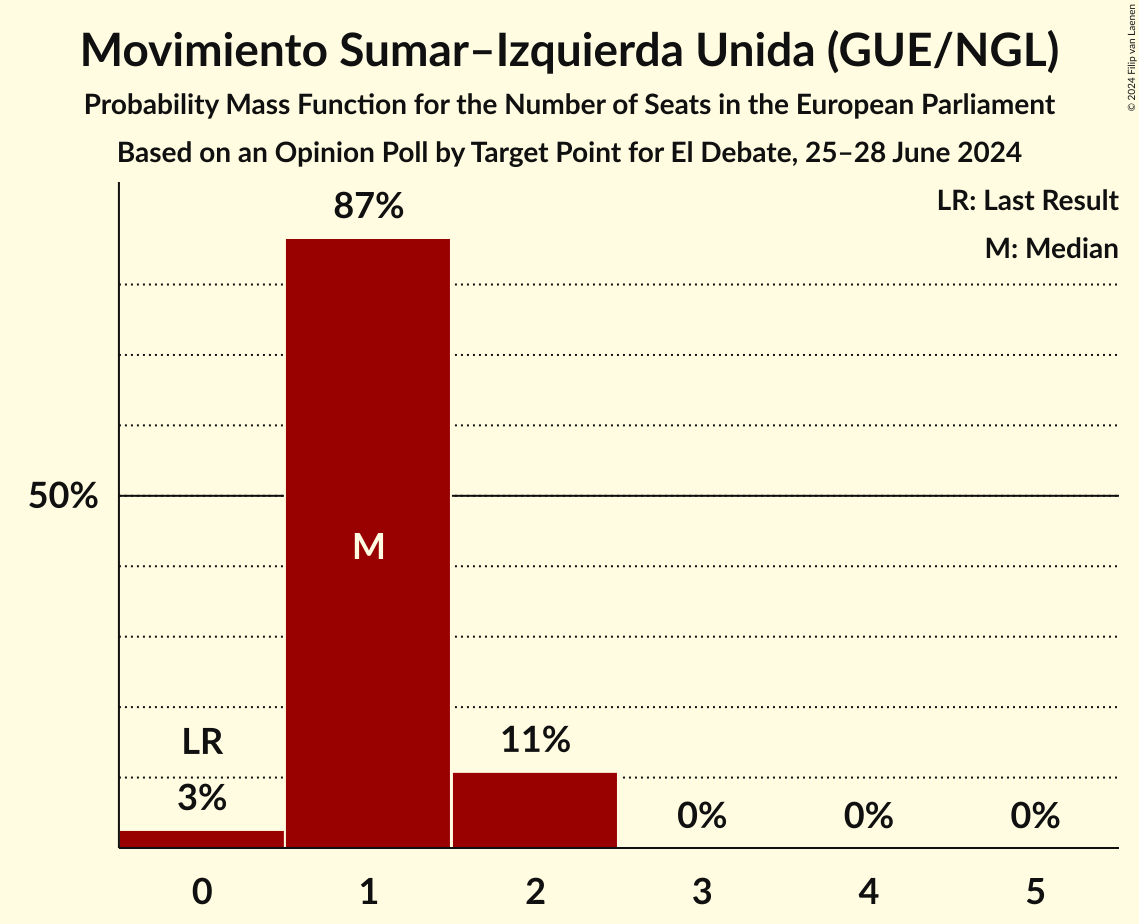 Movimiento Sumar–Izquierda Unida (GUE/NGL)
Probability Mass Function for the Number of Seats in the European Parliament
Based on an Opinion Poll by Target Point for El Debate, 25–28 June 2024
© 2024 Filip van Laenen
LR: Last Result
M: Median
87%
50%
M
LR
3%
11%
0%
0%
0%
0
1
2
3
4
5